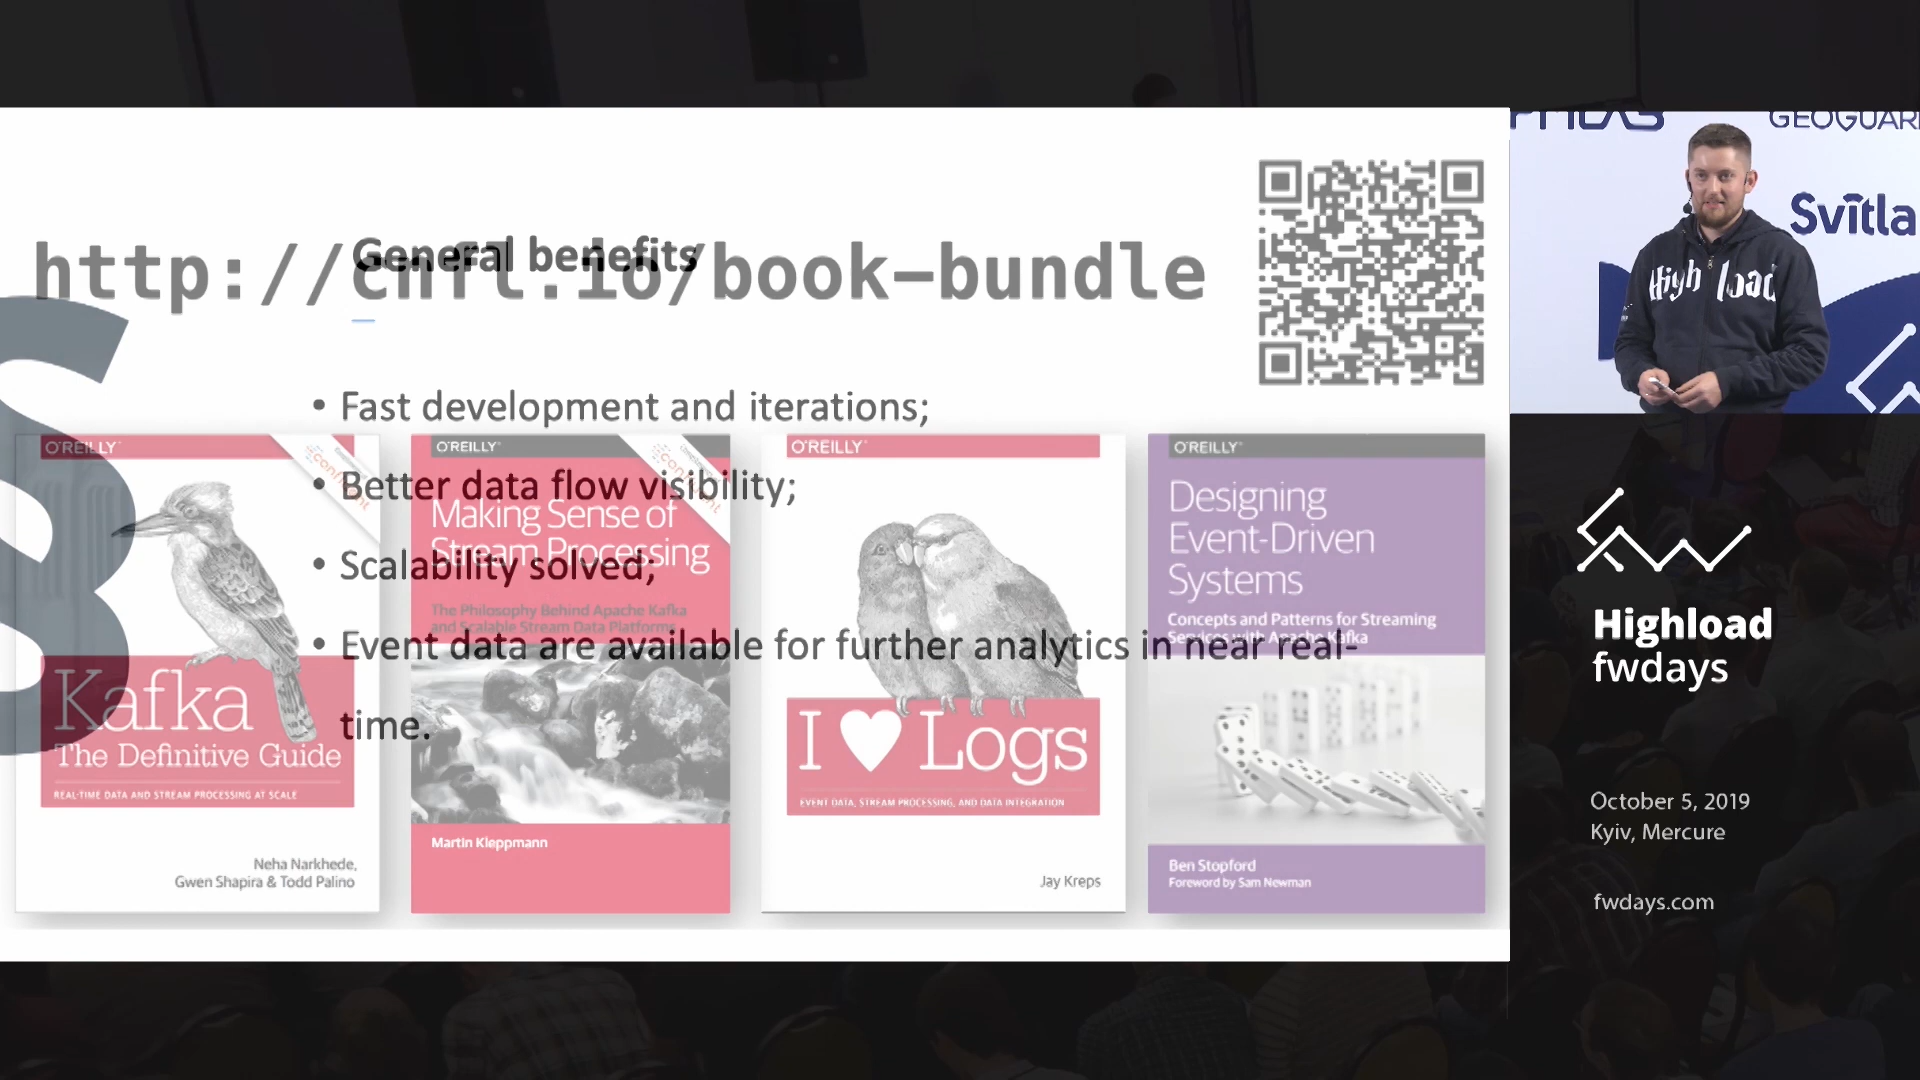 General benefits
http://cnfl.io/book-bundle
• Fast development and iterations;
• Better data flow visibility;
• Scalability solved;
• Event data are available for further analytics in near real-
time.
O'REILLY
confluent
Kafka
The Definitive Guide
REAL-TIME DATA AND STREAM PROCESSING AT SCALE
Neha Narkhede,
Gwen Shapira & Todd Palino
O'REILLY
confluent
Making Sense of
Stream Processing
The Philosophy Behind Apache Kafka
and Scalable Stream Data Platforms
Martin Kleppmann
O'REILLY
I ♥ Logs
EVENT DATA, STREAM PROCESSING, AND DATA INTEGRATION
Jay Kreps
O'REILLY
Designing
Event-Driven
Systems
Concepts and Patterns for Streaming
Services with Apache Kafka
Ben Stopford
Foreword by Sam Newman
GEOGUAR
Svitla
High load
Highload
fwdays
October 5, 2019
Kyiv, Mercure
fwdays.com